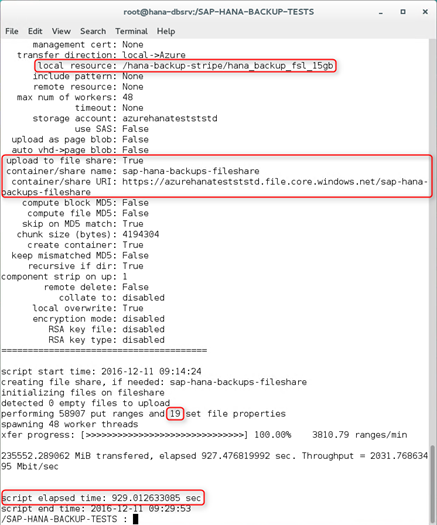 root@hana-dbsrv:/SAP-HANA-BACKUP-TESTS
File Edit View Search Terminal Help
management cert: None
transfer direction: local->Azure
local resource: /hana-backup-stripe/hana_backup_fsl_15gb
include pattern: None
remote resource: None
max num of workers: 48
timeout: None
storage account: azurehanatestststd
use SAS: False
upload as page blob: False
auto vhd->page blob: False
upload to file share: True
container/share name: sap-hana-backups-fileshare
container/share URI: https://azurehanatestststd.file.core.windows.net/sap-hana-
backups-fileshare
compute block MD5: False
compute file MD5: False
skip on MD5 match: True
chunk size (bytes): 4194304
create container: True
keep mismatched MD5: False
recursive if dir: True
component strip on up: 1
remote delete: False
collate to: disabled
local overwrite: True
encryption mode: disabled
RSA key file: disabled
RSA key type: disabled
=======================================
script start time: 2016-12-11 09:14:24
creating file share, if needed: sap-hana-backups-fileshare
initializing files on fileshare
detected 0 empty files to upload
performing 58907 put ranges and 19 set file properties
spawning 48 worker threads
xfer progress: [>>>>>>>>>>>>>>>>>>>>>>>>>>>>>>] 100.00% 3810.79 ranges/min
235552.289062 MiB transfered, elapsed 927.476819992 sec. Throughput = 2031.768634
95 Mbit/sec
script elapsed time: 929.012633085 sec
script end time: 2016-12-11 09:29:53
/SAP-HANA-BACKUP-TESTS :